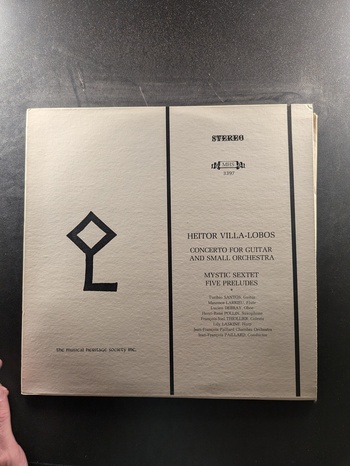 STEREO
MHS
1397
HEITOR VILLA-LOBOS
CONCERTO FOR GUITAR
AND SMALL ORCHESTRA
MYSTIC SEXTET
FIVE PRELUDES
Turibio SANTOS, Guitar
Maxence LARRIEU, Flute
Lucien DEBRAY, Oboe
Henri-René POLLIN, Saxophone
François-Joël THIOLLIER, Celesta
Lily LASKINE, Harp
Jean-François Paillard Chamber Orchestra
Jean-François PAILLARD, Conductor
The Musical Heritage Society Inc.